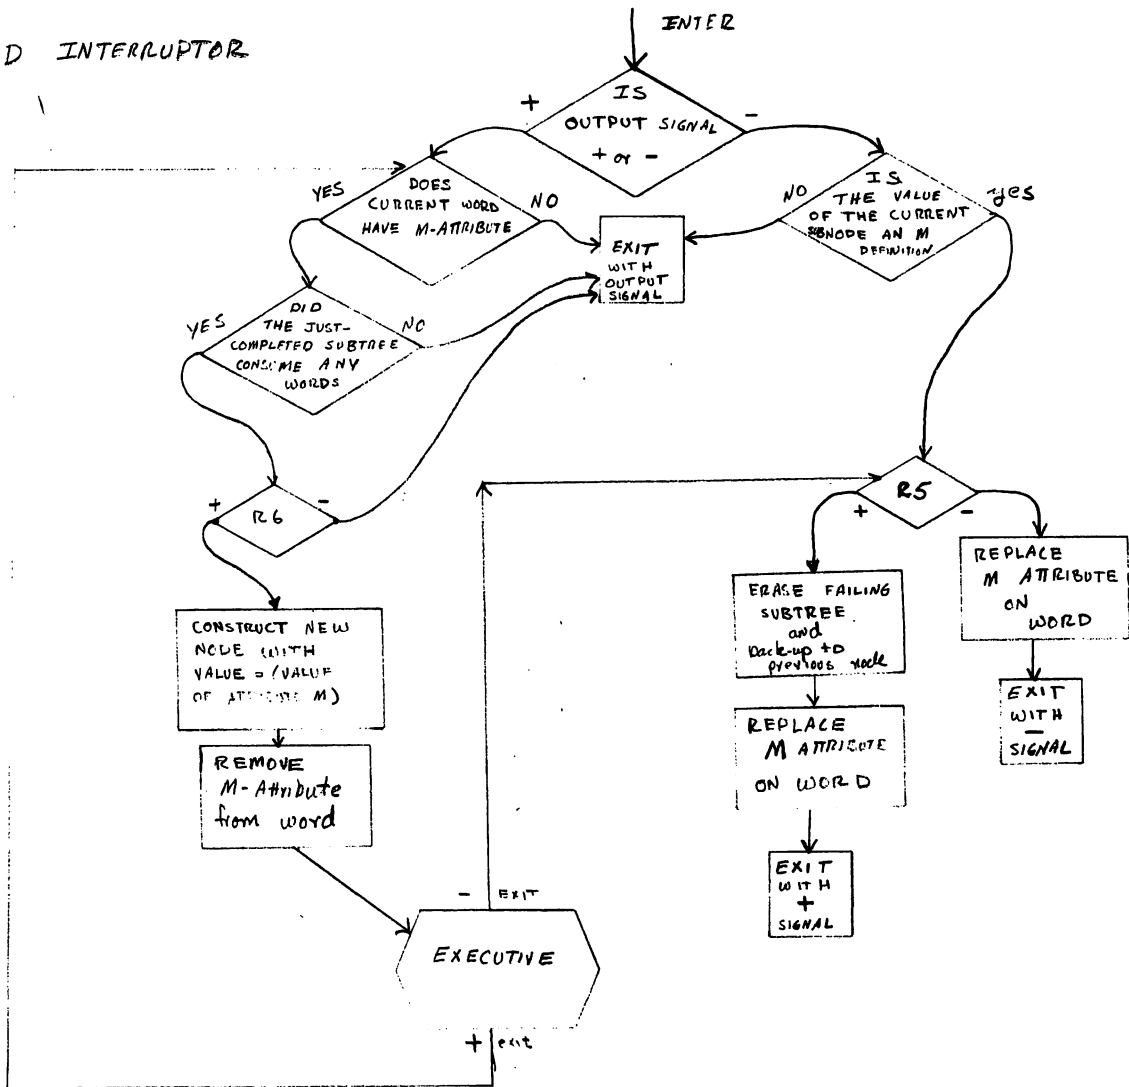 D INTERRUPTOR
ENTER
IS
OUTPUT SIGNAL
+ or -
+
-
DOES
CURRENT WORD
HAVE M-ATTRIBUTE
YES
NO
IS
THE VALUE
OF THE CURRENT
SUBNODE AN M
DEFINITION
NO
yes
EXIT
WITH
OUTPUT
SIGNAL
DID
THE JUST-
COMPLETED SUBTREE
CONSUME ANY
WORDS
YES
NO
R6
+
-
R5
+
-
CONSTRUCT NEW
NODE WITH
VALUE = (VALUE
OF ATTRIBUTE M)
REMOVE
M-Attribute
from word
ERASE FAILING
SUBTREE
and
back-up to
previous node
REPLACE
M ATTRIBUTE
ON WORD
EXIT
WITH
+
SIGNAL
REPLACE
M ATTRIBUTE
ON
WORD
EXIT
WITH
-
SIGNAL
- EXIT
EXECUTIVE
+ exit